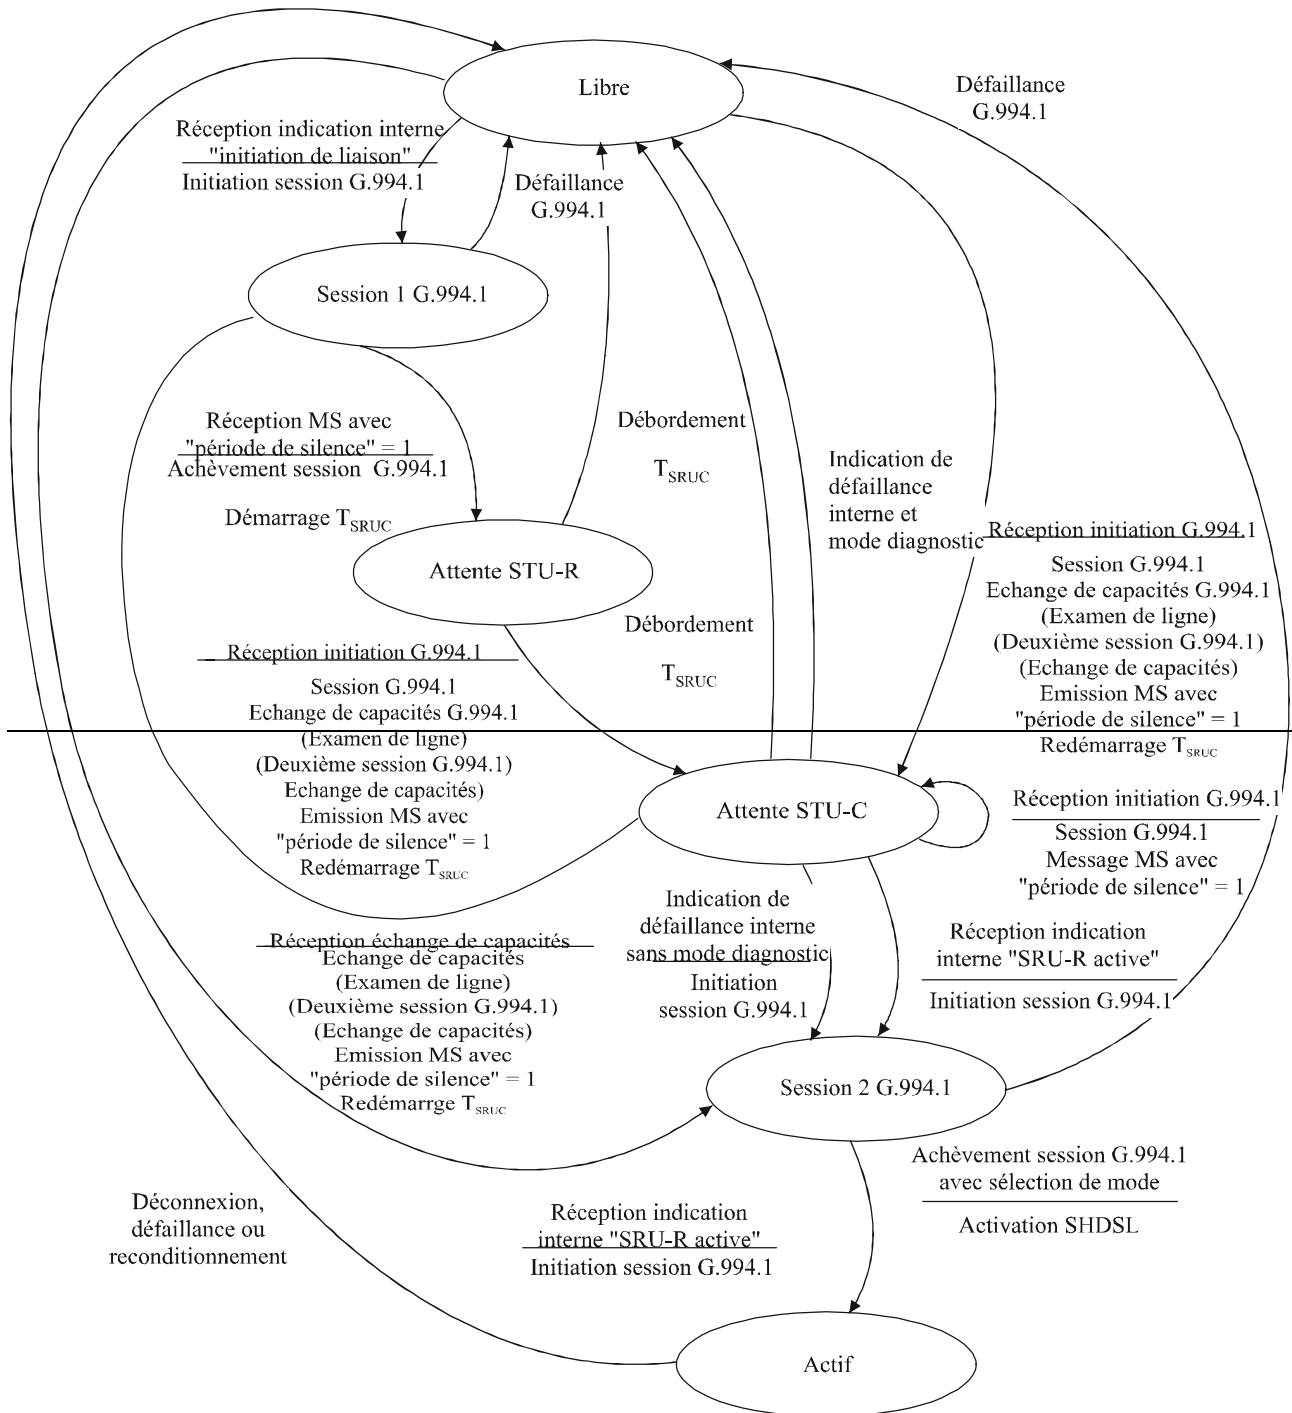 Libre
Défaillance
G.994.1
Réception indication interne
"initiation de liaison"
Initiation session G.994.1
Défaillance
G.994.1
Session 1 G.994.1
Réception MS avec
"période de silence" = 1
Achèvement session G.994.1
Démarrage TSRUC
Débordement
TSRUC
Indication de
défaillance
interne et
mode diagnostic
Attente STU-R
Réception initiation G.994.1
Session G.994.1
Echange de capacités G.994.1
(Examen de ligne)
(Deuxième session G.994.1)
(Echange de capacités)
Emission MS avec
"période de silence" = 1
Redémarrage TSRUC
Débordement
TSRUC
Réception initiation G.994.1
Session G.994.1
Echange de capacités G.994.1
(Examen de ligne)
(Deuxième session G.994.1)
Echange de capacités)
Emission MS avec
"période de silence" = 1
Redémarrage TSRUC
Attente STU-C
Réception initiation G.994.1
Session G.994.1
Message MS avec
"période de silence" = 1
Indication de
défaillance interne
sans mode diagnostic
Initiation
session G.994.1
Réception indication
interne "SRU-R active"
Initiation session G.994.1
Réception échange de capacités
Echange de capacités
(Examen de ligne)
(Deuxième session G.994.1)
(Echange de capacités)
Emission MS avec
"période de silence" = 1
Redémarrge TSRUC
Session 2 G.994.1
Achèvement session G.994.1
avec sélection de mode
Activation SHDSL
Déconnexion,
défaillance ou
reconditionnement
Réception indication
interne "SRU-R active"
Initiation session G.994.1
Actif